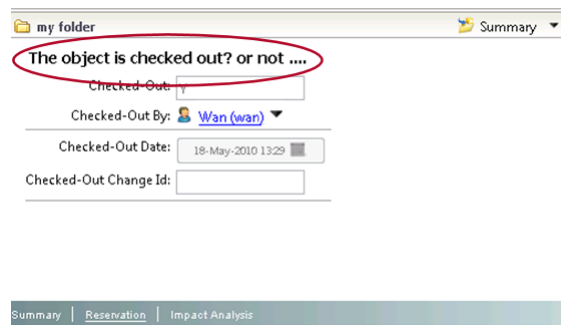 my folder Summary
The object is checked out? or not ....
Checked-Out: Y
Checked-Out By: Wan (wan)
Checked-Out Date: 18-May-2010 13:29
Checked-Out Change Id:
Summary | Reservation | Impact Analysis